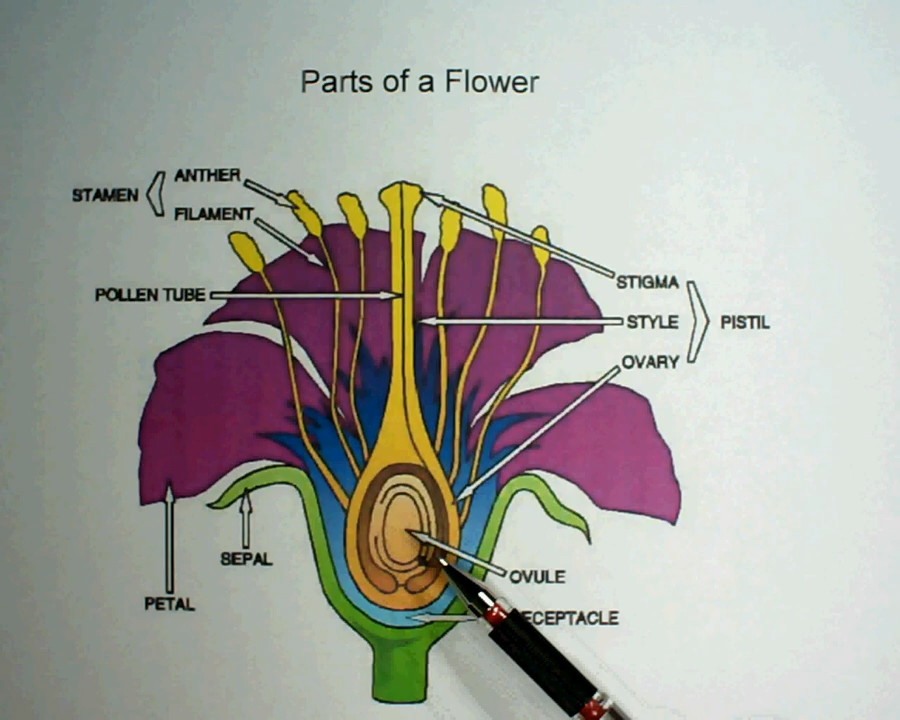 Parts of a Flower
STAMEN
ANTHER
FILAMENT
POLLEN TUBE
STIGMA
STYLE
PISTIL
OVARY
SEPAL
PETAL
OVULE